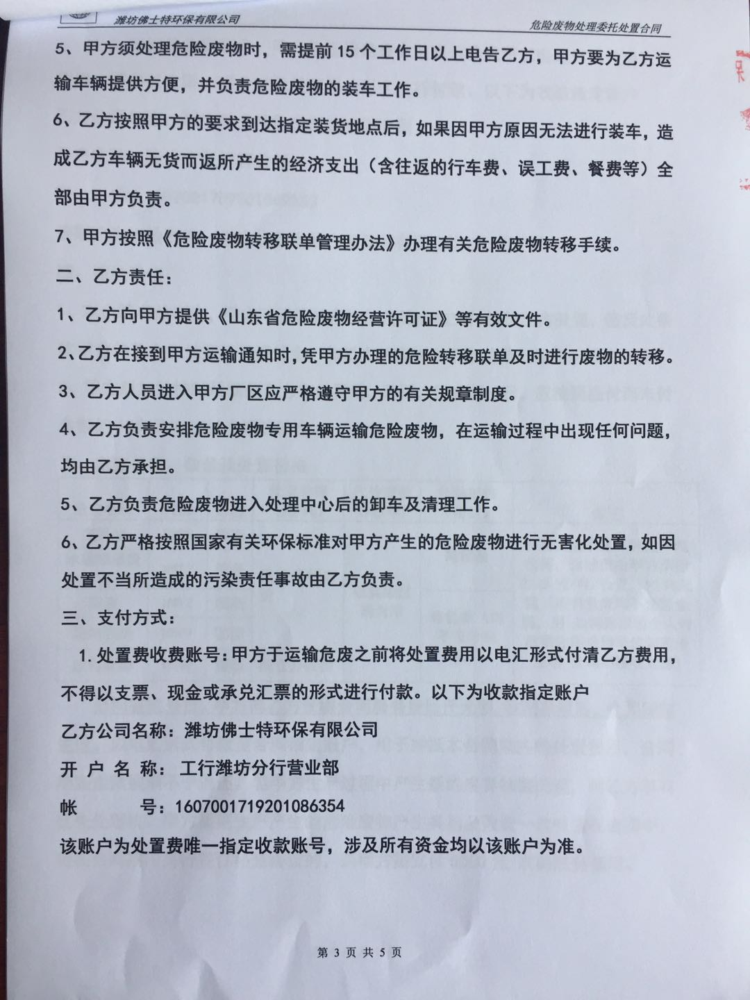 潍坊佛士特环保有限公司
危险废物处理委托处置合同
5、甲方须处理危险废物时，需提前15个工作日以上电告乙方，甲方要为乙方运
输车辆提供方便，并负责危险废物的装车工作。
6、乙方按照甲方的要求到达指定装货地点后，如果因甲方原因无法进行装车，造
成乙方车辆无货而返所产生的经济支出（含往返的行车费、误工费、餐费等）全
部由甲方负责。
7、甲方按照《危险废物转移联单管理办法》办理有关危险废物转移手续。
二、乙方责任：
1、乙方向甲方提供《山东省危险废物经营许可证》等有效文件。
2、乙方在接到甲方运输通知时，凭甲方办理的危险转移联单及时进行废物的转移。
3、乙方人员进入甲方厂区应严格遵守甲方的有关规章制度。
4、乙方负责安排危险废物专用车辆运输危险废物，在运输过程中出现任何问题，
均由乙方承担。
5、乙方负责危险废物进入处理中心后的卸车及清理工作。
6、乙方严格按照国家有关环保标准对甲方产生的危险废物进行无害化处置，如因
处置不当所造成的污染责任事故由乙方负责。
三、支付方式：
1.处置费收费账号：甲方于运输危废之前将处置费用以电汇形式付清乙方费用，
不得以支票、现金或承兑汇票的形式进行付款。以下为收款指定账户
乙方公司名称：潍坊佛士特环保有限公司
开 户 名 称： 工行潍坊分行营业部
帐 号：1607001719201086354
该账户为处置费唯一指定收款账号，涉及所有资金均以该账户为准。
第 3 页 共 5 页